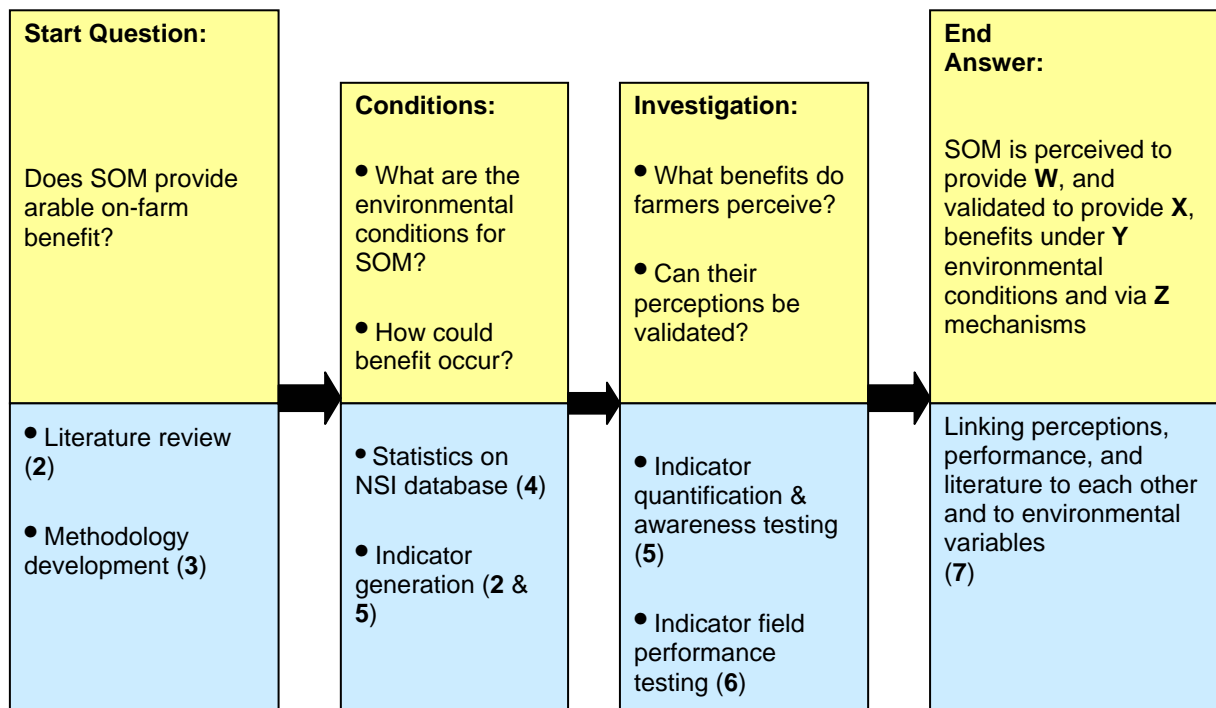 Start Question:
Does SOM provide
arable on-farm
benefit?
• Literature review
(2)
• Methodology
development (3)
Conditions:
• What are the
environmental
conditions for
SOM?
• How could
benefit occur?
• Statistics on
NSI database (4)
• Indicator
generation (2 &
5)
Investigation:
• What benefits do
farmers perceive?
• Can their
perceptions be
validated?
• Indicator
quantification &
awareness testing
(5)
• Indicator field
performance
testing (6)
End
Answer:
SOM is perceived to
provide W, and
validated to provide X,
benefits under Y
environmental
conditions and via Z
mechanisms
Linking perceptions,
performance, and
literature to each other
and to environmental
variables
(7)